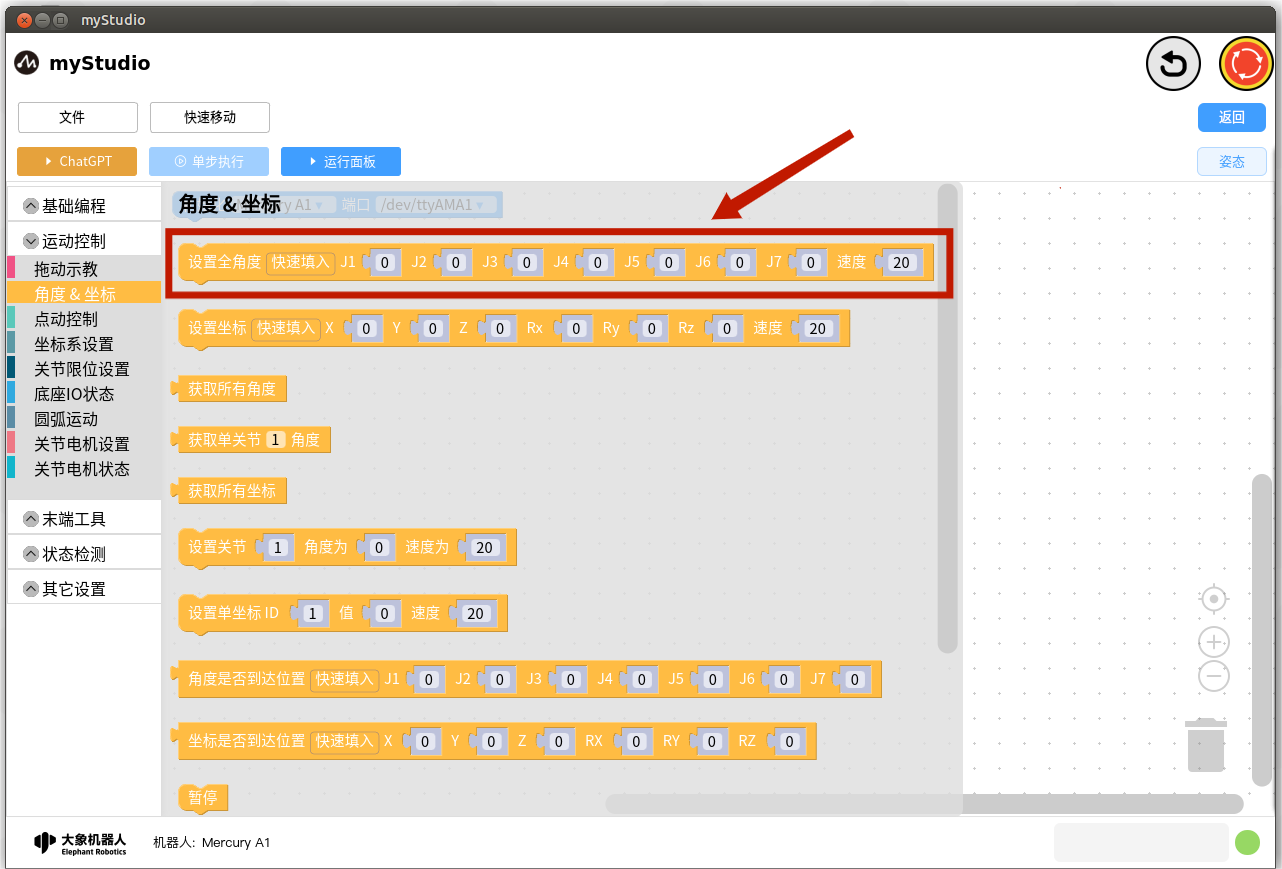 myStudio
myStudio
文件 快速移动 返回
ChatGPT 单步执行 运行面板 姿态
基础编程
运动控制
拖动示教
角度 & 坐标
点动控制
坐标系设置
关节限位设置
底座IO状态
圆弧运动
关节电机设置
关节电机状态
末端工具
状态检测
其它设置
角度 & 坐标 y A1 端口 /dev/ttyAMA1
设置全角度 快速填入 J1 0 J2 0 J3 0 J4 0 J5 0 J6 0 J7 0 速度 20
设置坐标 快速填入 X 0 Y 0 Z 0 Rx 0 Ry 0 Rz 0 速度 20
获取所有角度
获取单关节 1 角度
获取所有坐标
设置关节 1 角度为 0 速度为 20
设置单坐标 ID 1 值 0 速度 20
角度是否到达位置 快速填入 J1 0 J2 0 J3 0 J4 0 J5 0 J6 0 J7 0
坐标是否到达位置 快速填入 X 0 Y 0 Z 0 RX 0 RY 0 RZ 0
暂停
大象机器人
Elephant Robotics
机器人: Mercury A1